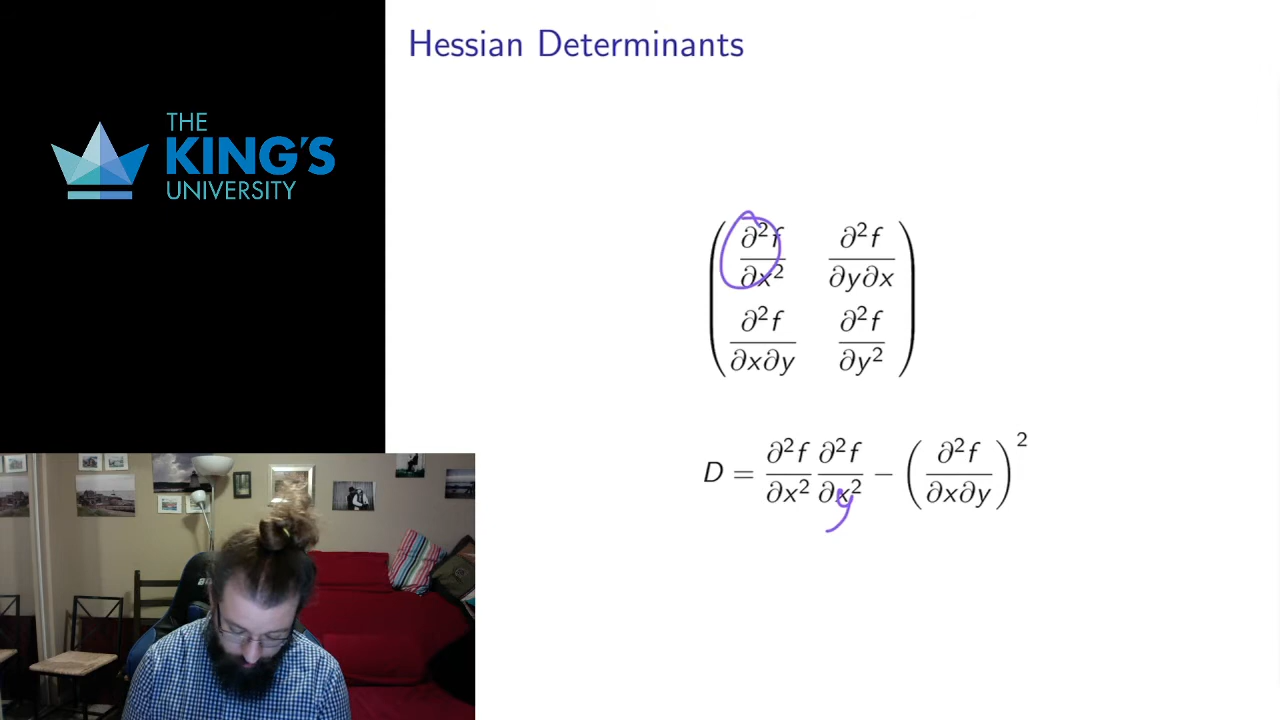 Hessian Determinants
THE
KING'S
UNIVERSITY
∂²f/∂x² ∂²f/∂y∂x
∂²f/∂x∂y ∂²f/∂y²
D = ∂²f/∂x² ∂²f/∂x² − (∂²f/∂x∂y)²
y